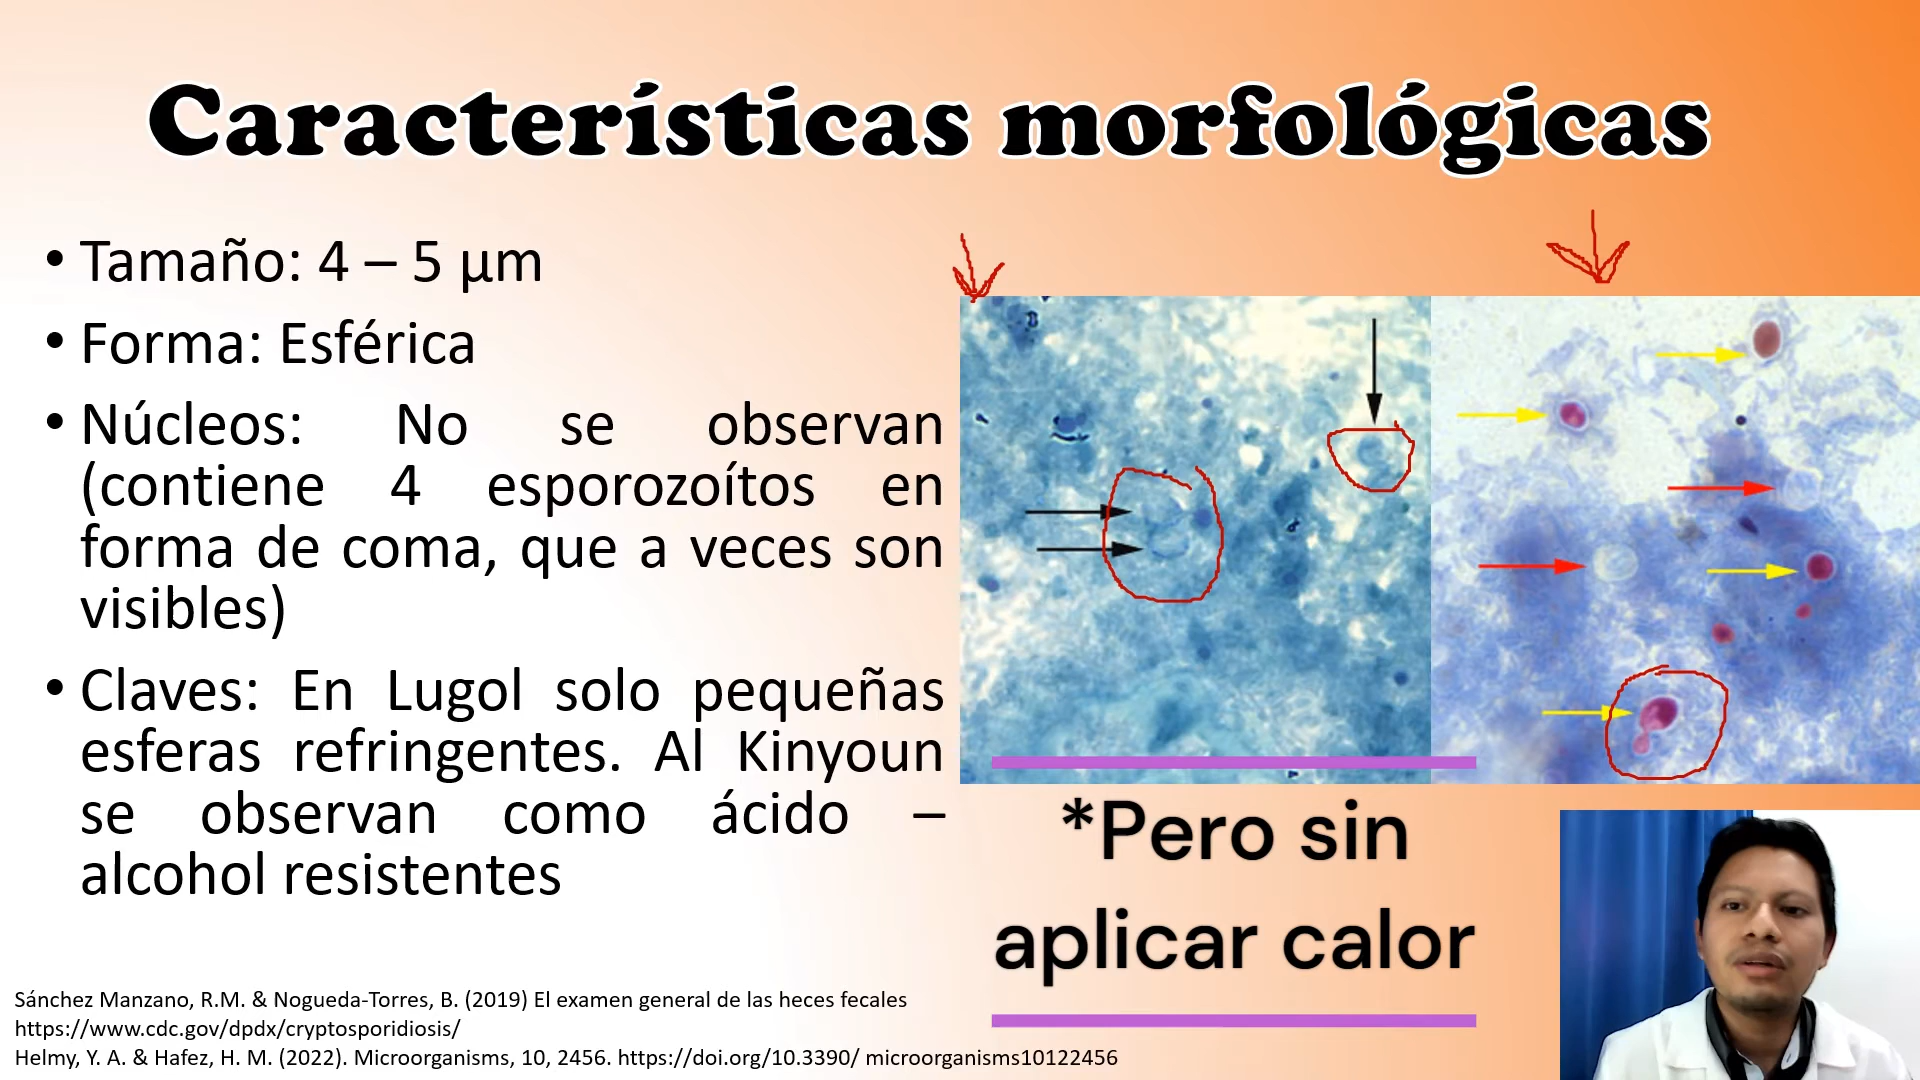 Características morfológicas
• Tamaño: 4 – 5 µm
• Forma: Esférica
• Núcleos: No se observan
(contiene 4 esporozoítos en
forma de coma, que a veces son
visibles)
• Claves: En Lugol solo pequeñas
esferas refringentes. Al Kinyoun
se observan como ácido –
alcohol resistentes
*Pero sin
aplicar calor
Sánchez Manzano, R.M. & Nogueda-Torres, B. (2019) El examen general de las heces fecales
https://www.cdc.gov/dpdx/cryptosporidiosis/
Helmy, Y. A. & Hafez, H. M. (2022). Microorganisms, 10, 2456. https://doi.org/10.3390/ microorganisms10122456